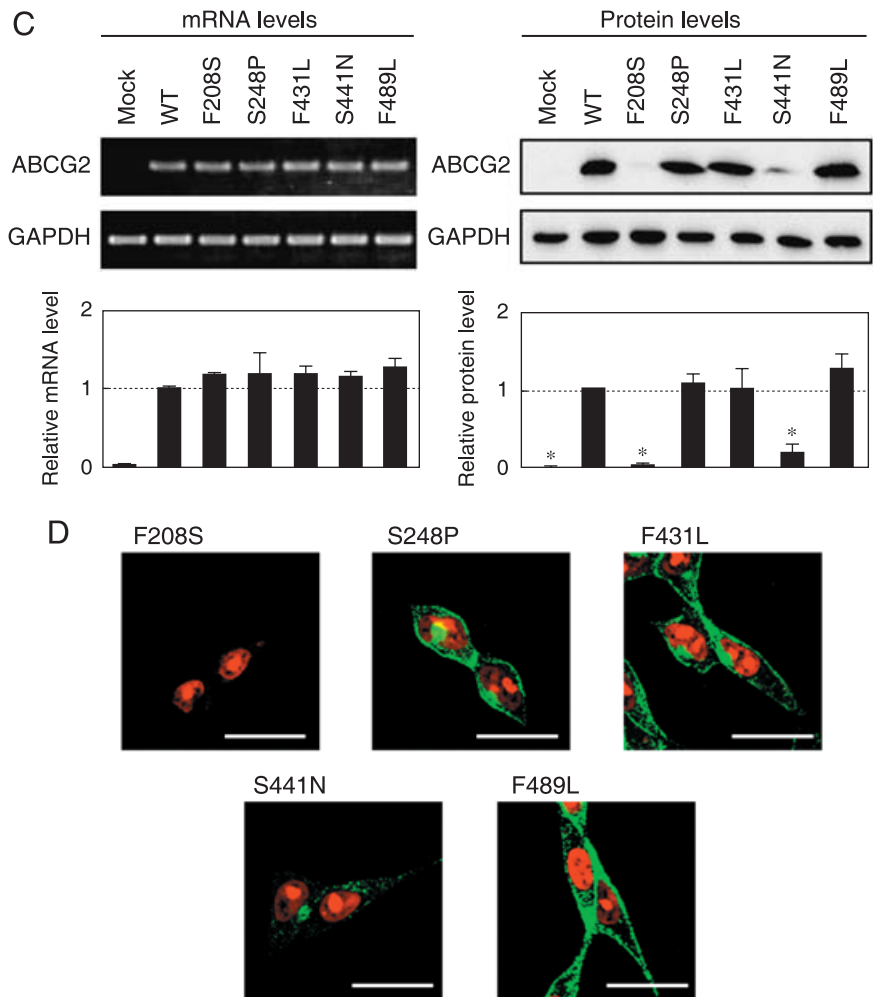 C
mRNA levels
Protein levels
Mock WT F208S S248P F431L S441N F489L
Mock WT F208S S248P F431L S441N F489L
ABCG2
ABCG2
GAPDH
GAPDH
Relative mRNA level
2
1
0
Relative protein level
2
1
0
* * *
D
F208S
S248P
F431L
S441N
F489L